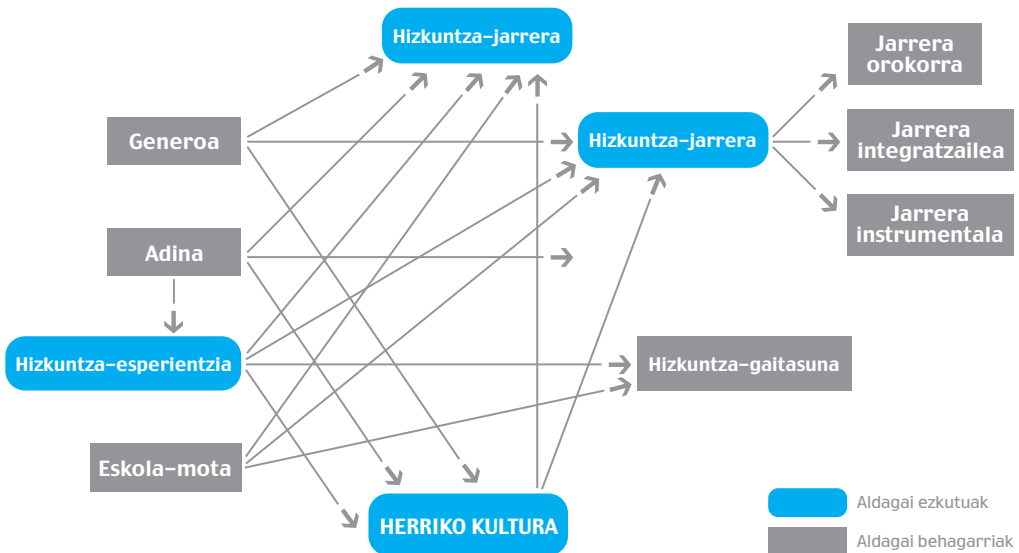 Hizkuntza-jarrera
Jarrera
orokorra
Generoa
Hizkuntza-jarrera
Jarrera
integratzailea
Jarrera
instrumentala
Adina
Hizkuntza-esperientzia
Hizkuntza-gaitasuna
Eskola-mota
HERRIKO KULTURA
Aldagai ezkutuak
Aldagai behagarriak